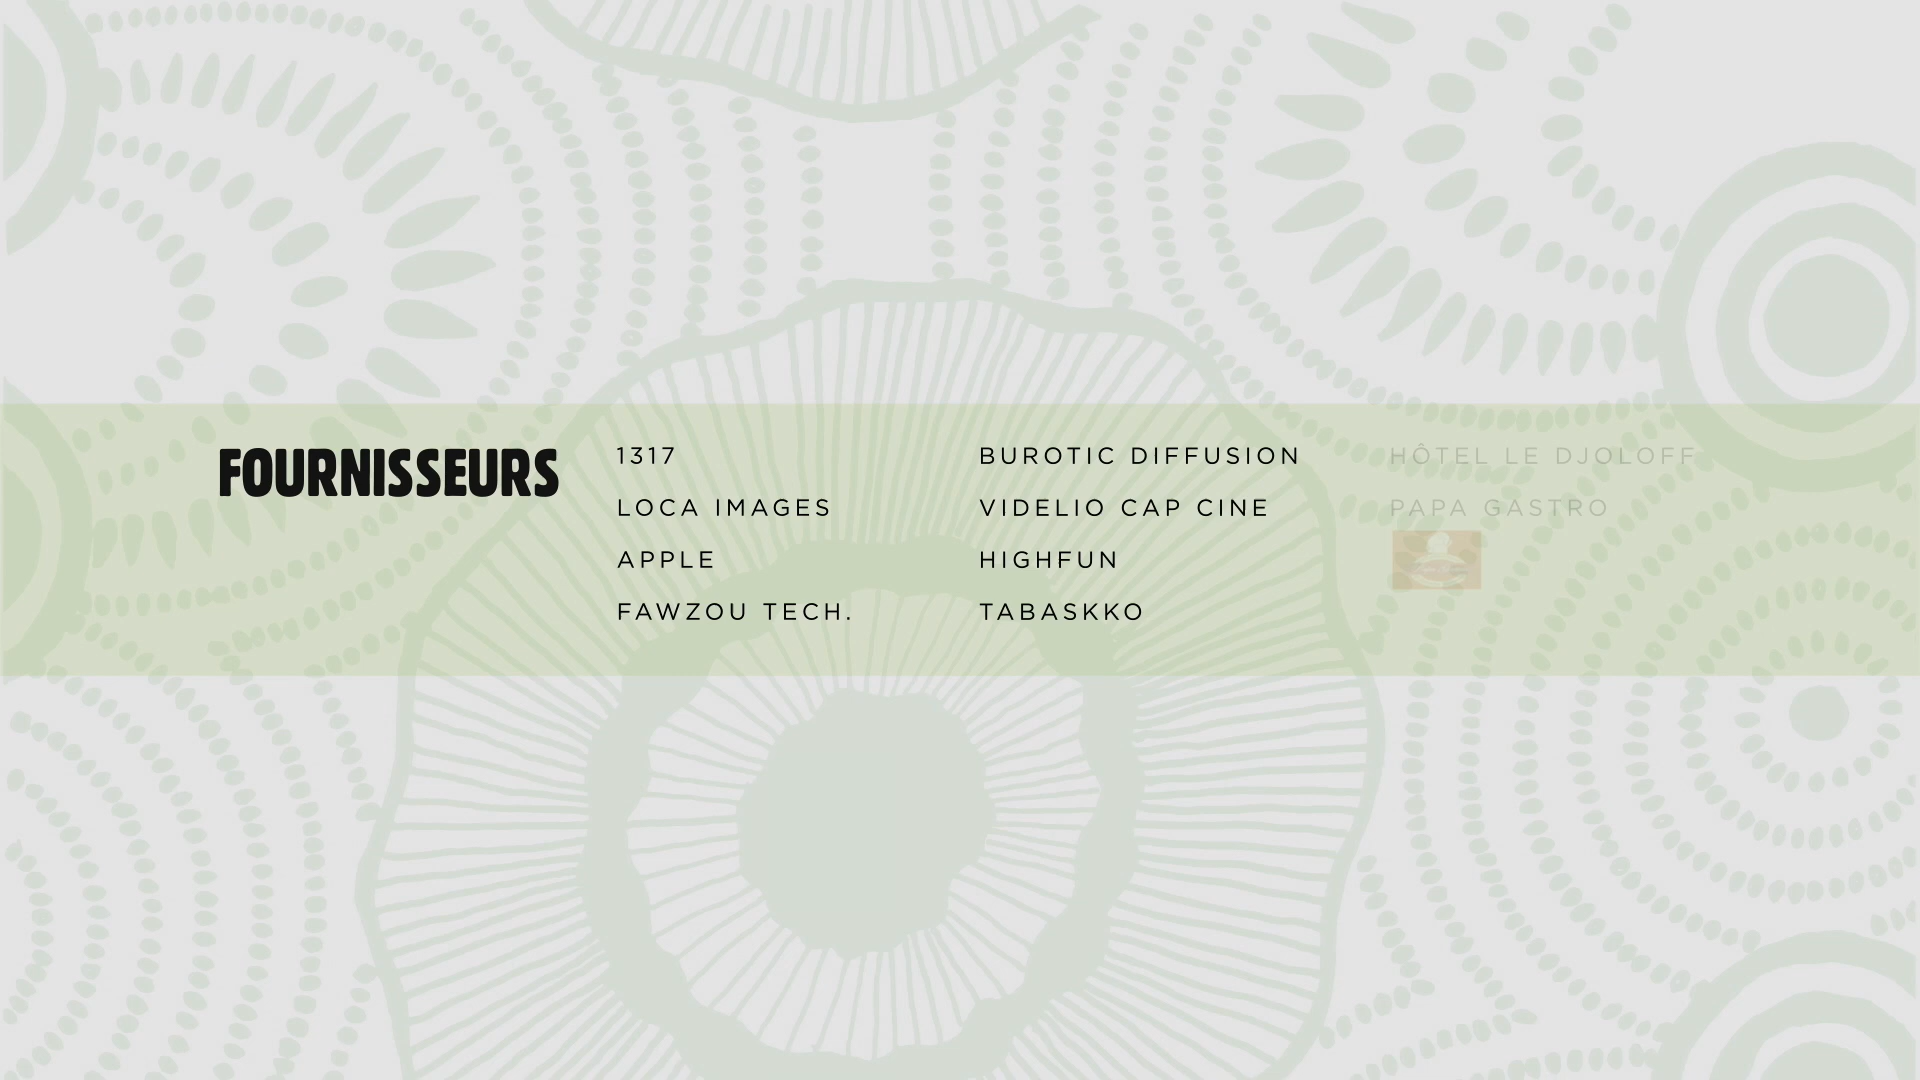 FOURNISSEURS
1317
LOCA IMAGES
APPLE
FAWZOU TECH.
BUROTIC DIFFUSION
VIDELIO CAP CINE
HIGHFUN
TABASKKO
HÔTEL LE DJOLOFF
PAPA GASTRO